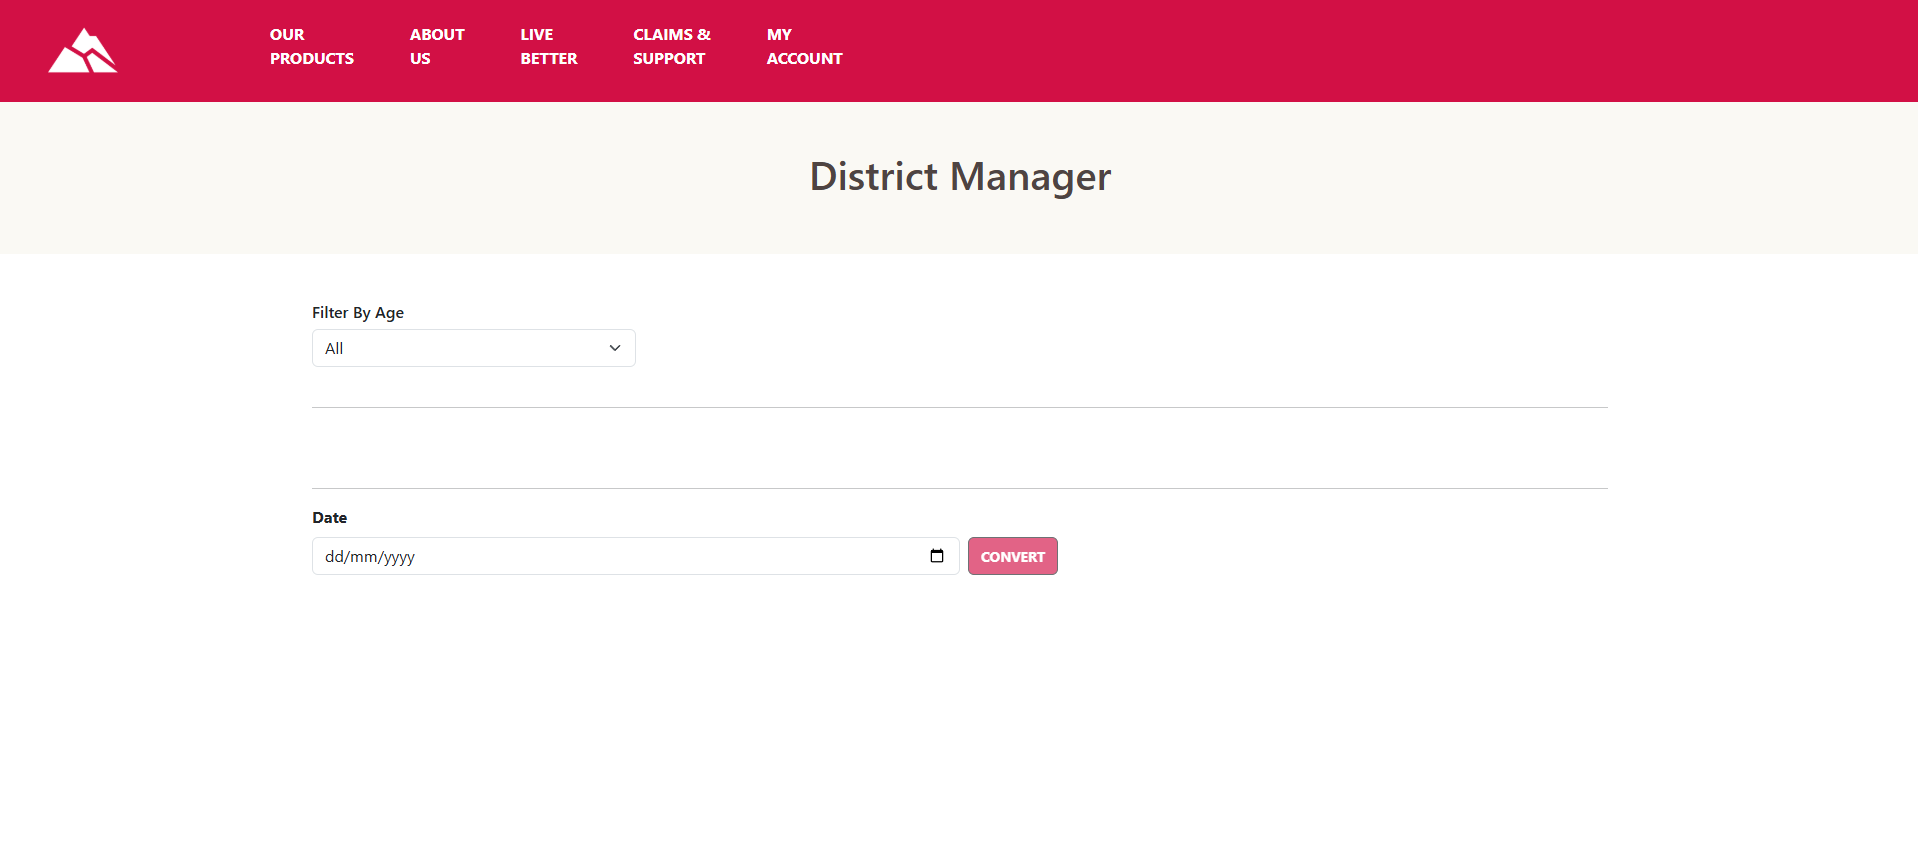 OUR
PRODUCTS
ABOUT
US
LIVE
BETTER
CLAIMS &
SUPPORT
MY
ACCOUNT
District Manager
Filter By Age
All
Date
dd/mm/yyyy
CONVERT